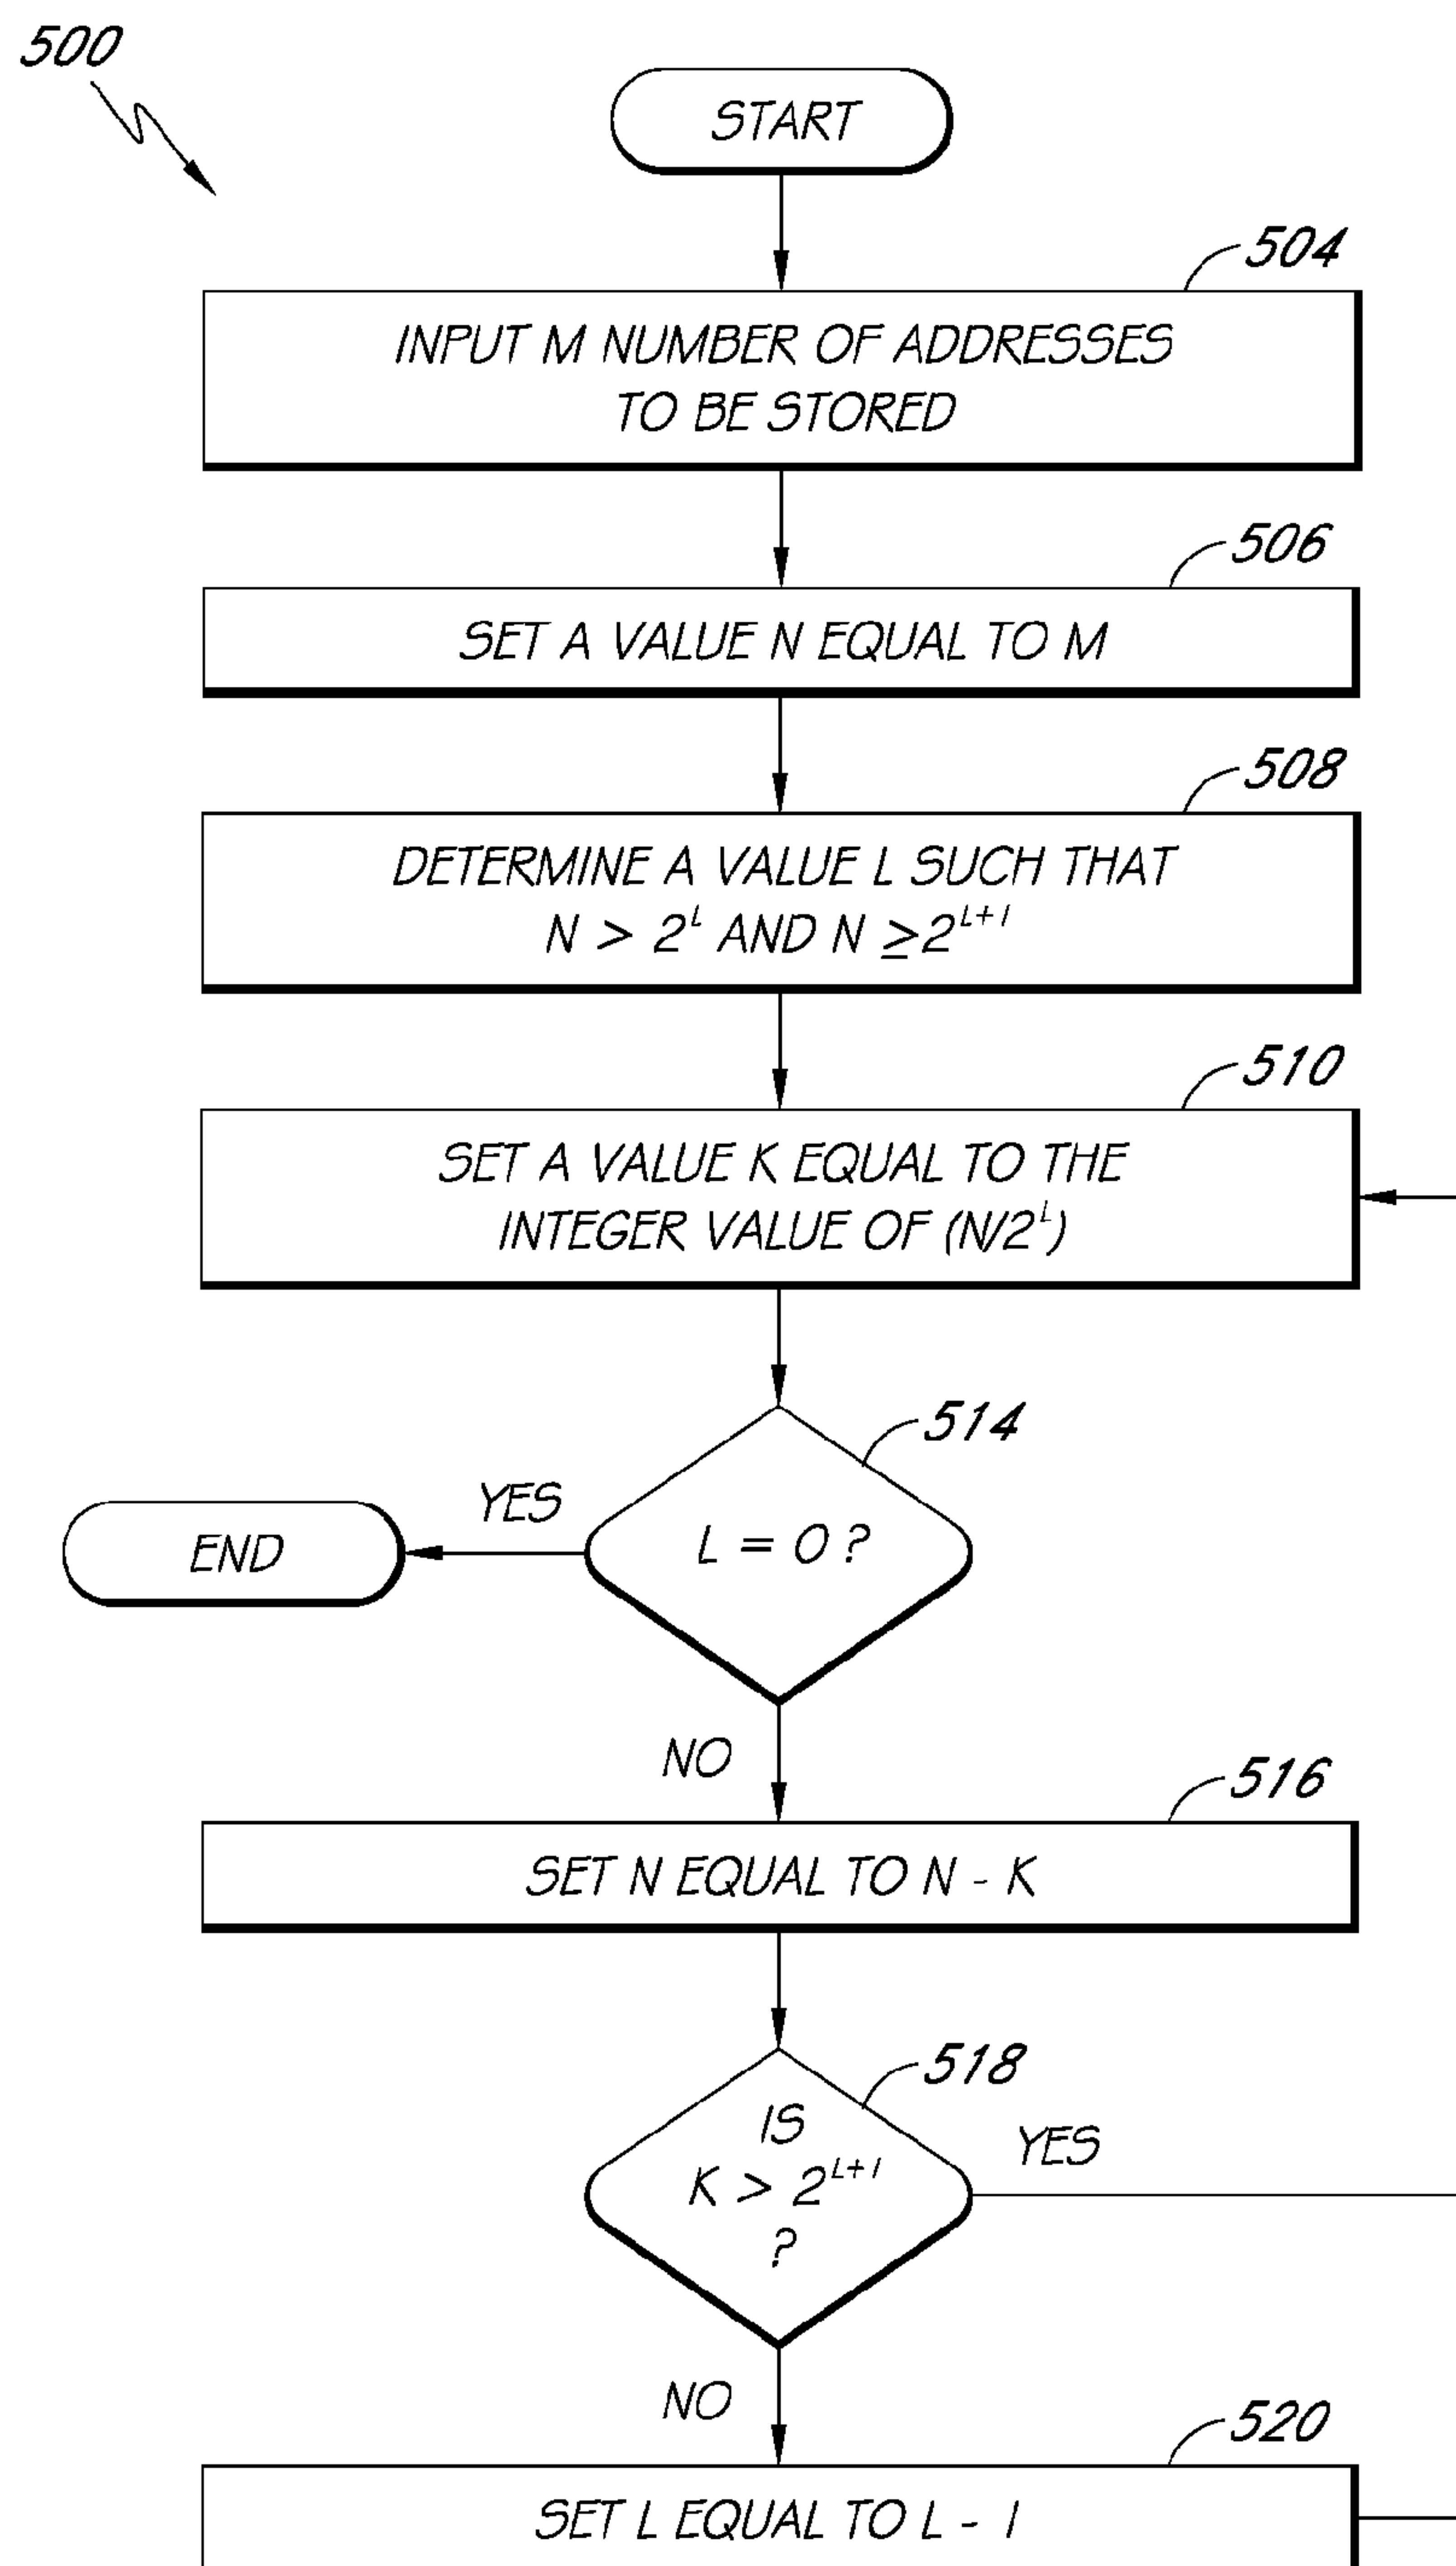 500
START
504
INPUT M NUMBER OF ADDRESSES
TO BE STORED
506
SET A VALUE N EQUAL TO M
508
DETERMINE A VALUE L SUCH THAT
N > 2^L AND N ≥2^L+1
510
SET A VALUE K EQUAL TO THE
INTEGER VALUE OF (N/2^L)
514
L = 0 ?
YES
END
NO
516
SET N EQUAL TO N - K
518
IS
K > 2^L+1
?
YES
NO
520
SET L EQUAL TO L - 1